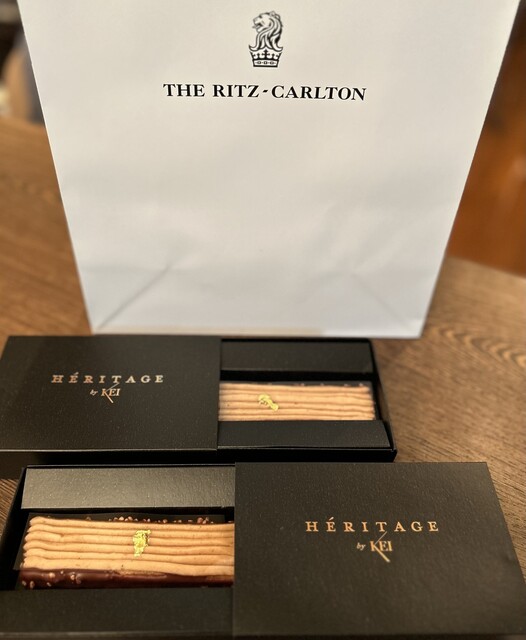 THE RITZ-CARLTON
HÉRITAGE
by KEI
HÉRITAGE
by KEI